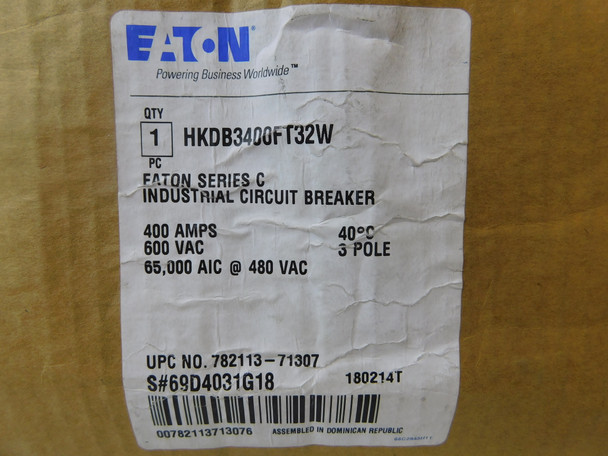 EATON
Powering Business Worldwide™
QTY
1 HKDB3400FT32W
PC
EATON SERIES C
INDUSTRIAL CIRCUIT BREAKER
400 AMPS 40°C
600 VAC 3 POLE
65,000 AIC @ 480 VAC
UPC NO. 782113-71307
S#69D4031G18 180214T
00782113713076 ASSEMBLED IN DOMINICAN REPUBLIC